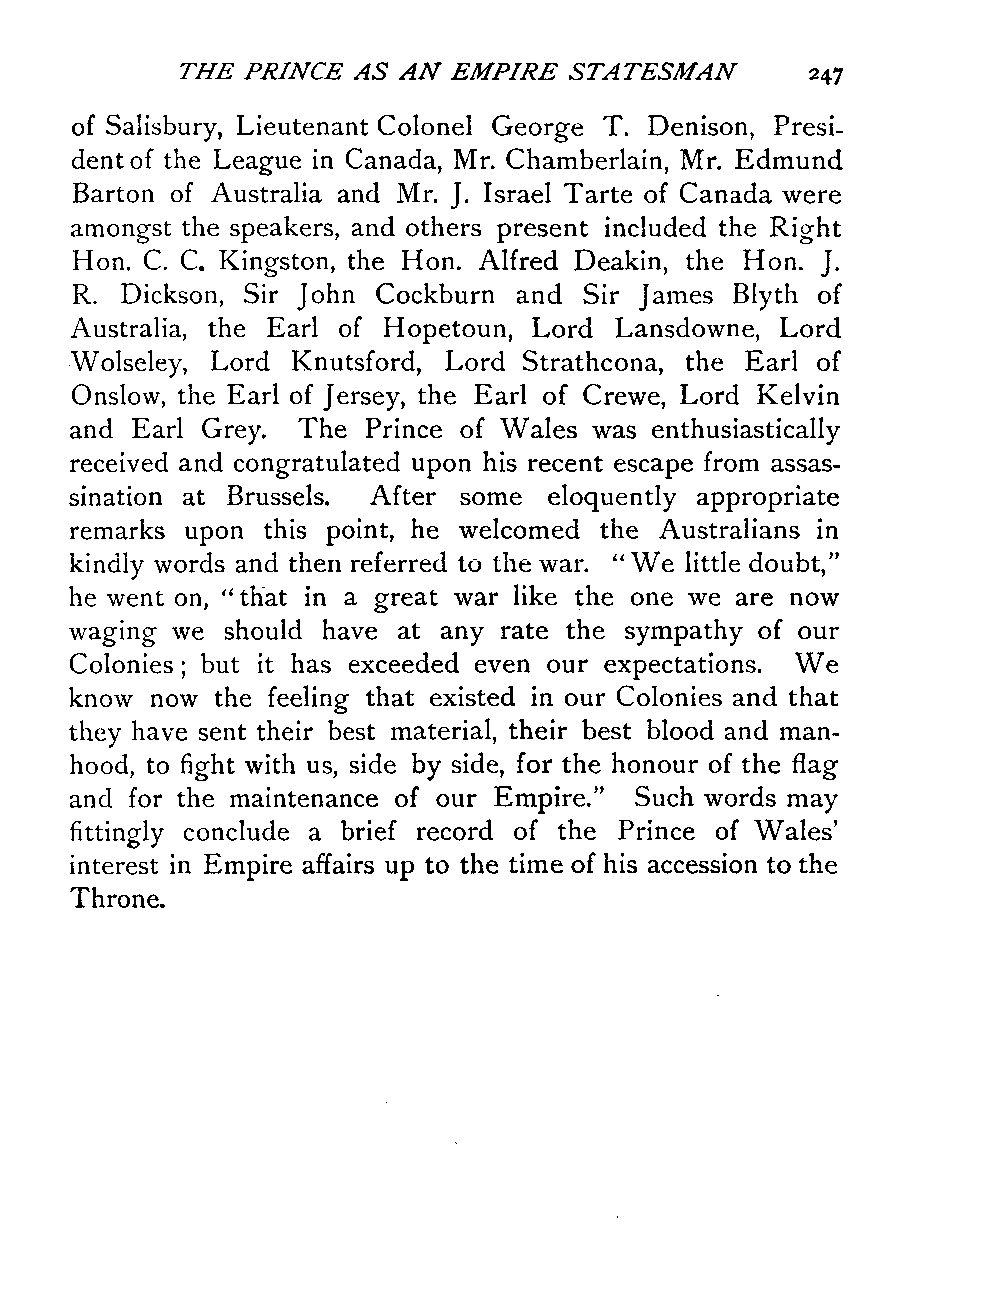 THE PRINCE AS AN EMPIRE STATESMAN 247
of Salisbury, Lieutenant Colonel George T. Denison, Presi-
dent of the League in Canada, Mr. Chamberlain, Mr. Edmund
Barton of Australia and Mr. J. Israel Tarte of Canada were
amongst the speakers, and others present included the Right
Hon. C. C. Kingston, the Hon. Alfred Deakin, the Hon. J.
R. Dickson, Sir John Cockburn and Sir James Blyth of
Australia, the Earl of Hopetoun, Lord Lansdowne, Lord
Wolseley, Lord Knutsford, Lord Strathcona, the Earl of
Onslow, the Earl of Jersey, the Earl of Crewe, Lord Kelvin
and Earl Grey. The Prince of Wales was enthusiastically
received and congratulated upon his recent escape from assas-
sination at Brussels. After some eloquently appropriate
remarks upon this point, he welcomed the Australians in
kindly words and then referred to the war. "We little doubt,"
he went on, "that in a great war like the one we are now
waging we should have at any rate the sympathy of our
Colonies; but it has exceeded even our expectations. We
know now the feeling that existed in our Colonies and that
they have sent their best material, their best blood and man-
hood, to fight with us, side by side, for the honour of the flag
and for the maintenance of our Empire." Such words may
fittingly conclude a brief record of the Prince of Wales'
interest in Empire affairs up to the time of his accession to the
Throne.